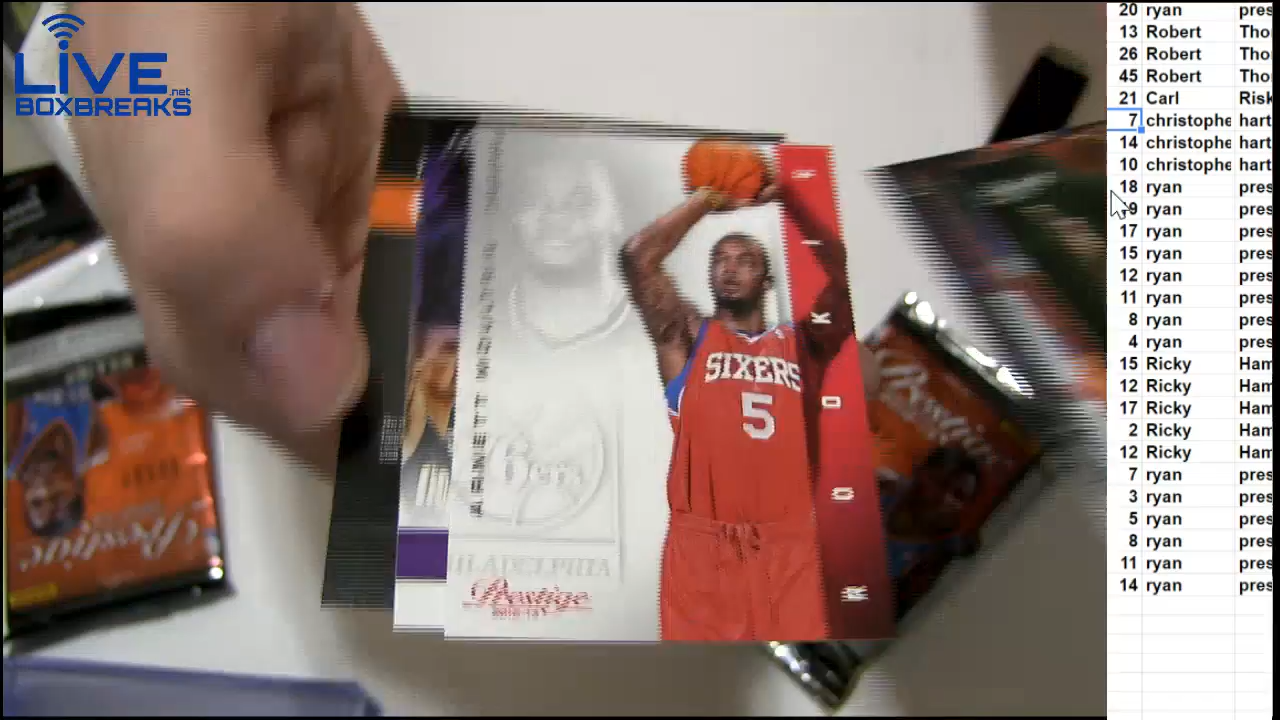 LiVE
.net
BOXBREAKS
SIXERS
5
PHILADELPHIA
Prestige
ROOKIE
Prestige
Prestige
20 ryan pres
13 Robert Tho
26 Robert Tho
45 Robert Tho
21 Carl Risk
7 christophe hart
14 christophe hart
10 christophe hart
18 ryan pres
ryan pres
17 ryan pres
15 ryan pres
12 ryan pres
11 ryan pres
8 ryan pres
4 ryan pres
15 Ricky Ham
12 Ricky Ham
17 Ricky Ham
2 Ricky Ham
12 Ricky Ham
7 ryan pres
3 ryan pres
5 ryan pres
8 ryan pres
11 ryan pres
14 ryan pres